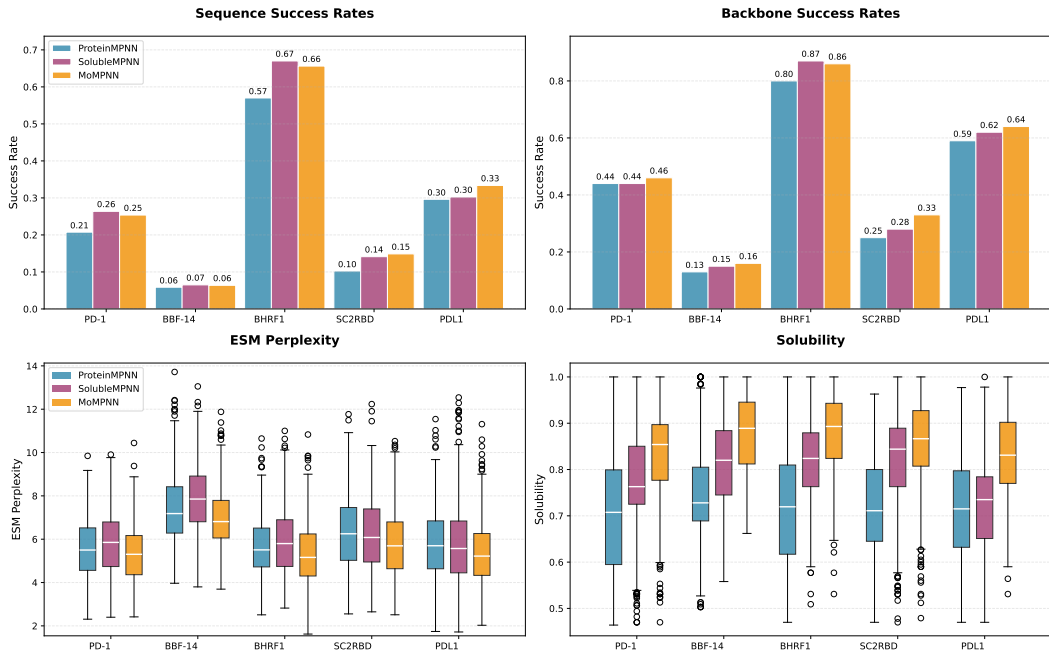 Sequence Success Rates
Success Rate
0.7
0.6
0.5
0.4
0.3
0.2
0.1
0.0
ProteinMPNN
SolubleMPNN
MoMPNN
0.21
0.26
0.25
0.06
0.07
0.06
0.57
0.67
0.66
0.10
0.14
0.15
0.30
0.30
0.33
PD-1
BBF-14
BHRF1
SC2RBD
PDL1
Backbone Success Rates
Success Rate
0.8
0.6
0.4
0.2
0.0
0.44
0.44
0.46
0.13
0.15
0.16
0.80
0.87
0.86
0.25
0.28
0.33
0.59
0.62
0.64
PD-1
BBF-14
BHRF1
SC2RBD
PDL1
ESM Perplexity
ESM Perplexity
14
12
10
8
6
4
2
ProteinMPNN
SolubleMPNN
MoMPNN
PD-1
BBF-14
BHRF1
SC2RBD
PDL1
Solubility
Solubility
1.0
0.9
0.8
0.7
0.6
0.5
PD-1
BBF-14
BHRF1
SC2RBD
PDL1